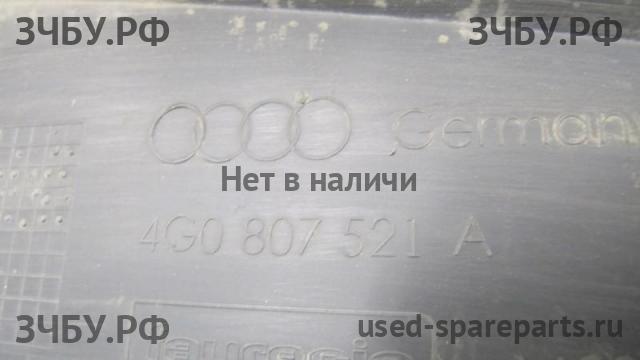 ЗЧБУ.РФ ЗЧБУ.РФ
Germany
Нет в наличи
4G0 807 521 A
ЗЧБУ.РФ used-spareparts.ru